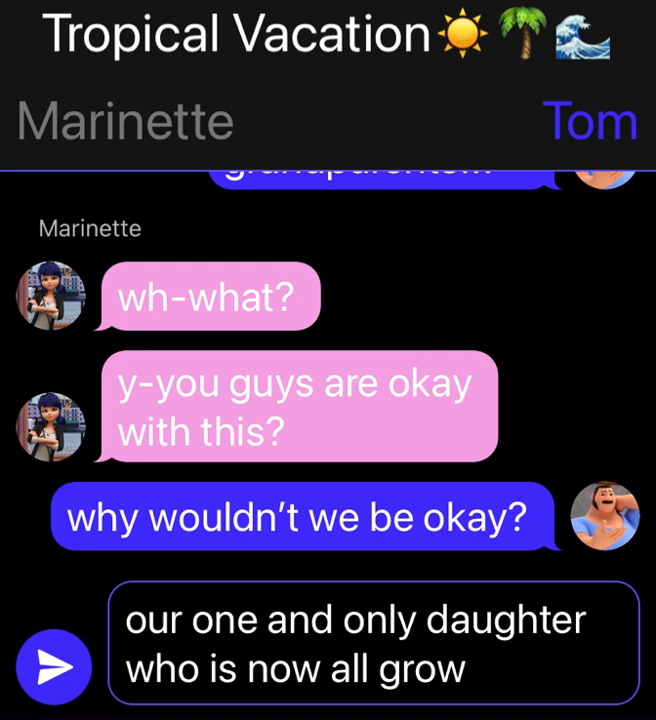 Tropical Vacation☀️🌴🌊
Marinette
Tom
grandparents...
Marinette
wh-what?
y-you guys are okay
with this?
why wouldn't we be okay?
our one and only daughter
who is now all grow